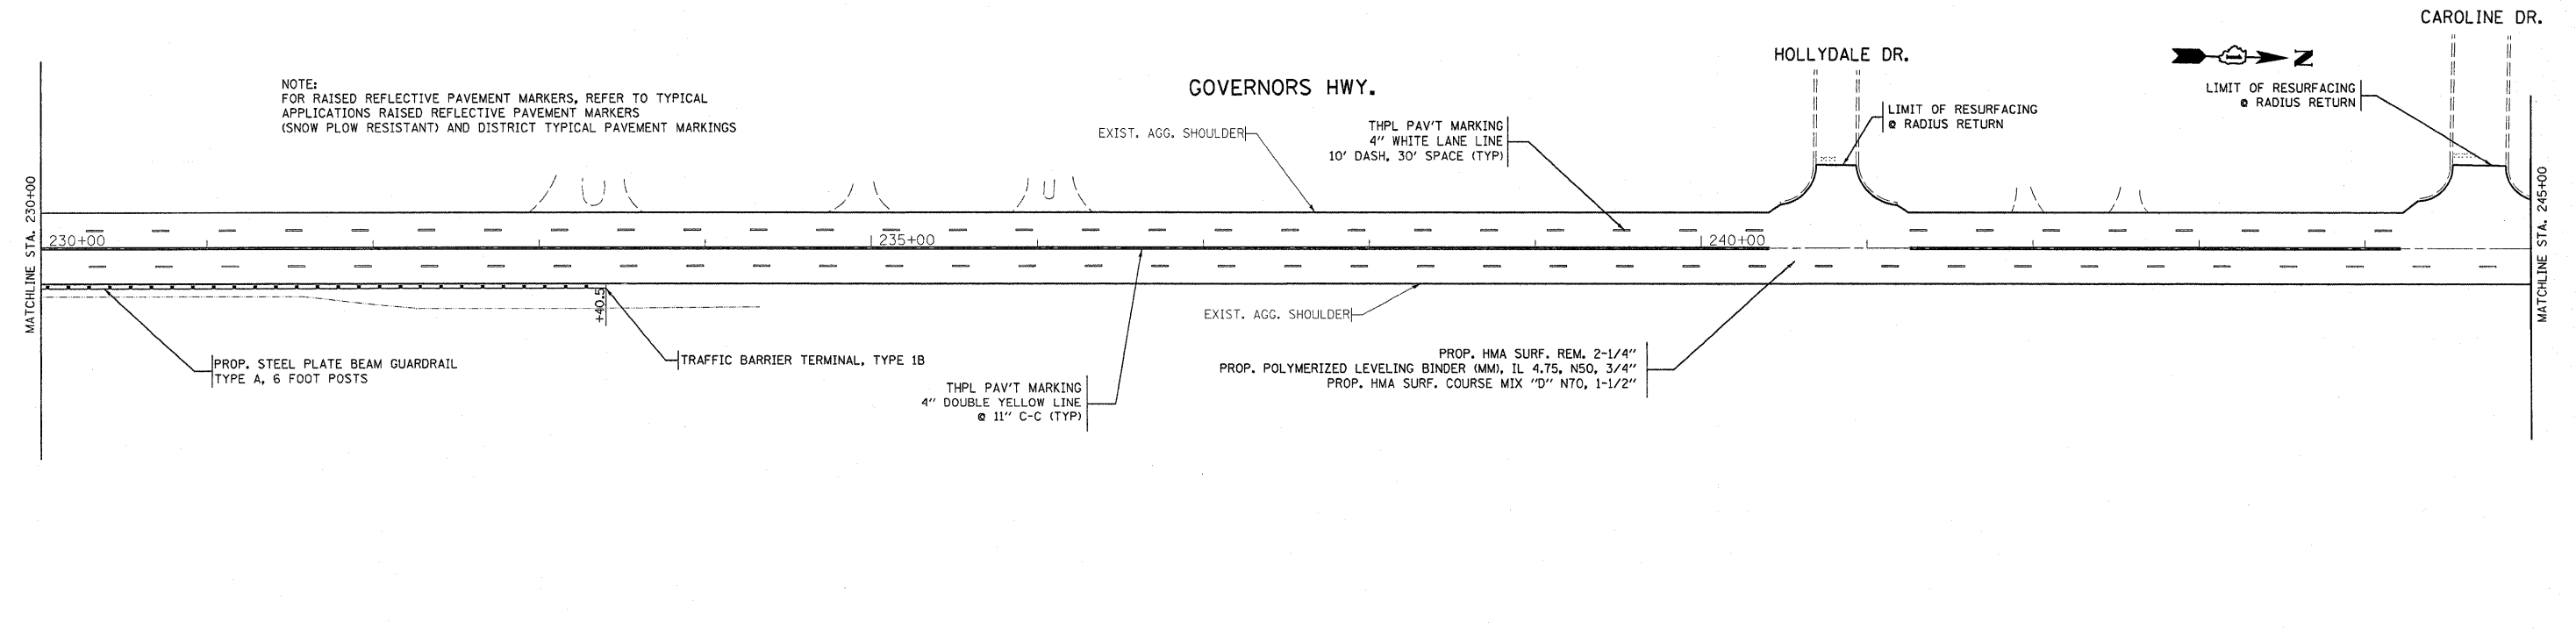 CAROLINE DR.
HOLLYDALE DR.
N
GOVERNORS HWY.
NOTE:
FOR RAISED REFLECTIVE PAVEMENT MARKERS, REFER TO TYPICAL
APPLICATIONS RAISED REFLECTIVE PAVEMENT MARKERS
(SNOW PLOW RESISTANT) AND DISTRICT TYPICAL PAVEMENT MARKINGS
LIMIT OF RESURFACING
@ RADIUS RETURN
LIMIT OF RESURFACING
@ RADIUS RETURN
EXIST. AGG. SHOULDER
THPL PAV'T MARKING
4" WHITE LANE LINE
10' DASH, 30' SPACE (TYP)
MATCHLINE STA. 230+00
230+00
235+00
240+00
MATCHLINE STA. 245+00
+40.5
EXIST. AGG. SHOULDER
PROP. STEEL PLATE BEAM GUARDRAIL
TYPE A, 6 FOOT POSTS
TRAFFIC BARRIER TERMINAL, TYPE 1B
THPL PAV'T MARKING
4" DOUBLE YELLOW LINE
@ 11" C-C (TYP)
PROP. HMA SURF. REM. 2-1/4"
PROP. POLYMERIZED LEVELING BINDER (MM), IL 4.75, N50, 3/4"
PROP. HMA SURF. COURSE MIX "D" N70, 1-1/2"